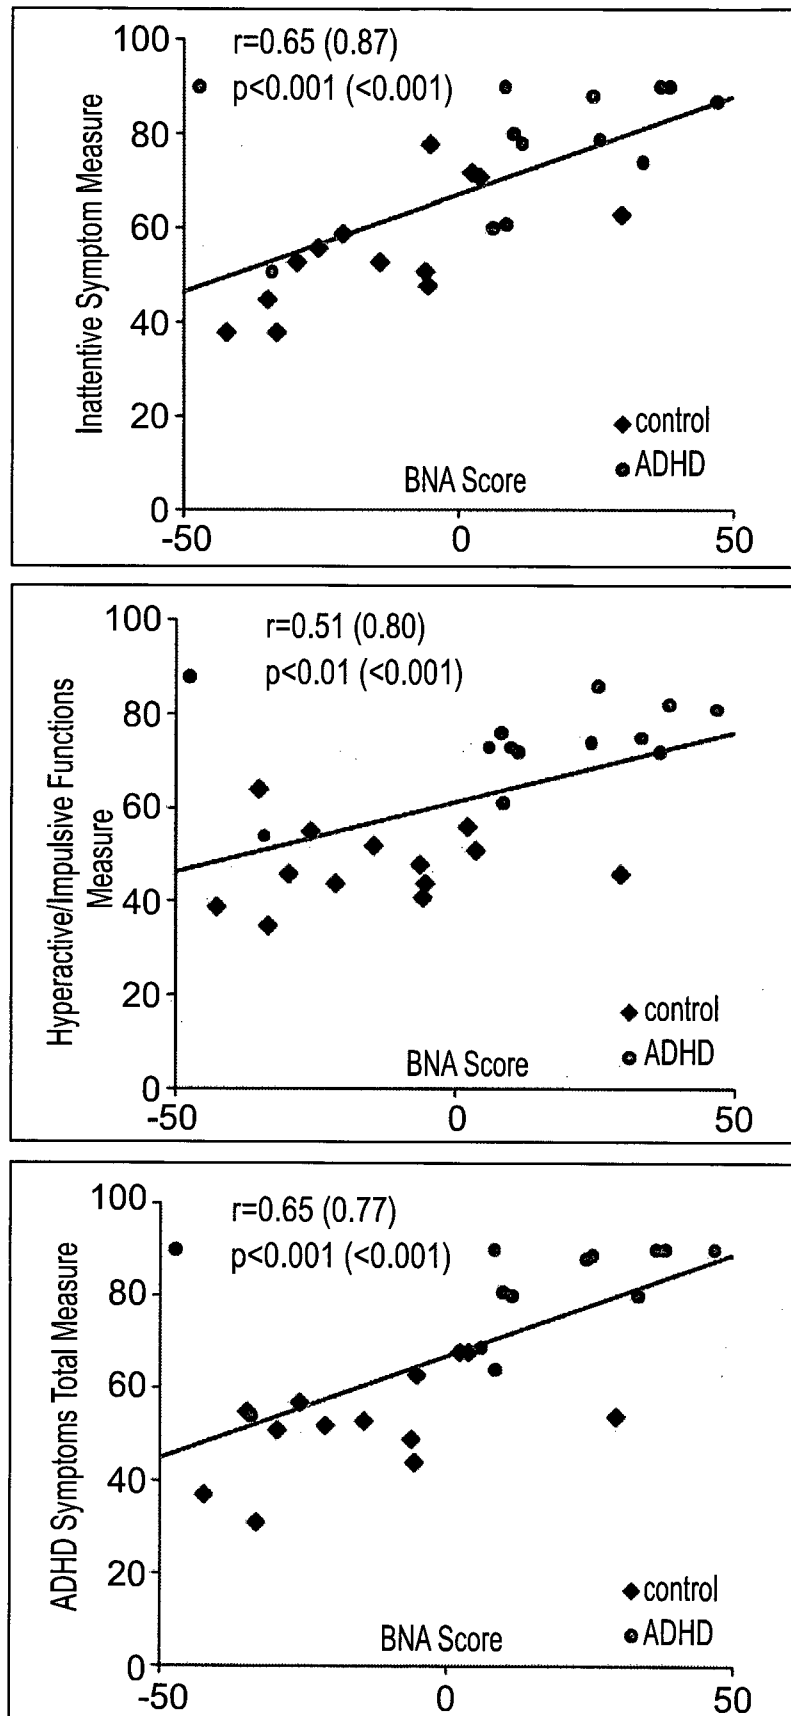 100
r=0.65 (0.87)
p<0.001 (<0.001)
80
60
40
20
0
Inattentive Symptom Measure
control
ADHD
BNA Score
-50
0
50
100
r=0.51 (0.80)
p<0.01 (<0.001)
80
60
40
20
0
Hyperactive/Impulsive Functions
Measure
control
ADHD
BNA Score
-50
0
50
100
r=0.65 (0.77)
p<0.001 (<0.001)
80
60
40
20
0
ADHD Symptoms Total Measure
control
ADHD
BNA Score
-50
0
50